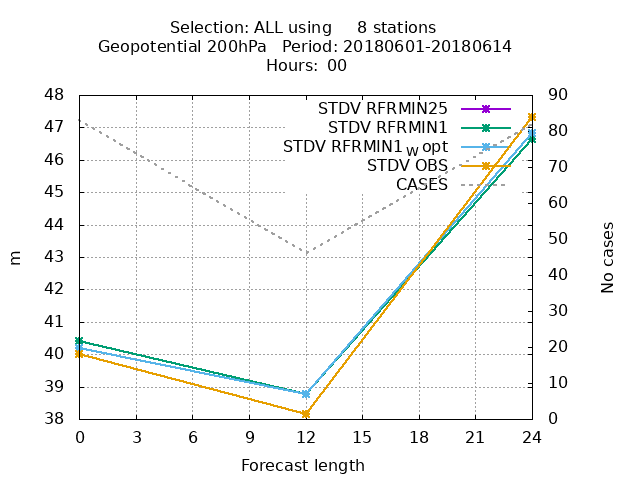 Selection: ALL using 8 stations
Geopotential 200hPa Period: 20180601-20180614
Hours: 00
48 90
47 80
46 70
45 60
44 50
43 40
42 30
41 20
40 10
39 0
38
STDV RFRMIN25
STDV RFRMIN1
STDV RFRMIN1_w opt
STDV OBS
CASES
m
No cases
0 3 6 9 12 15 18 21 24
Forecast length